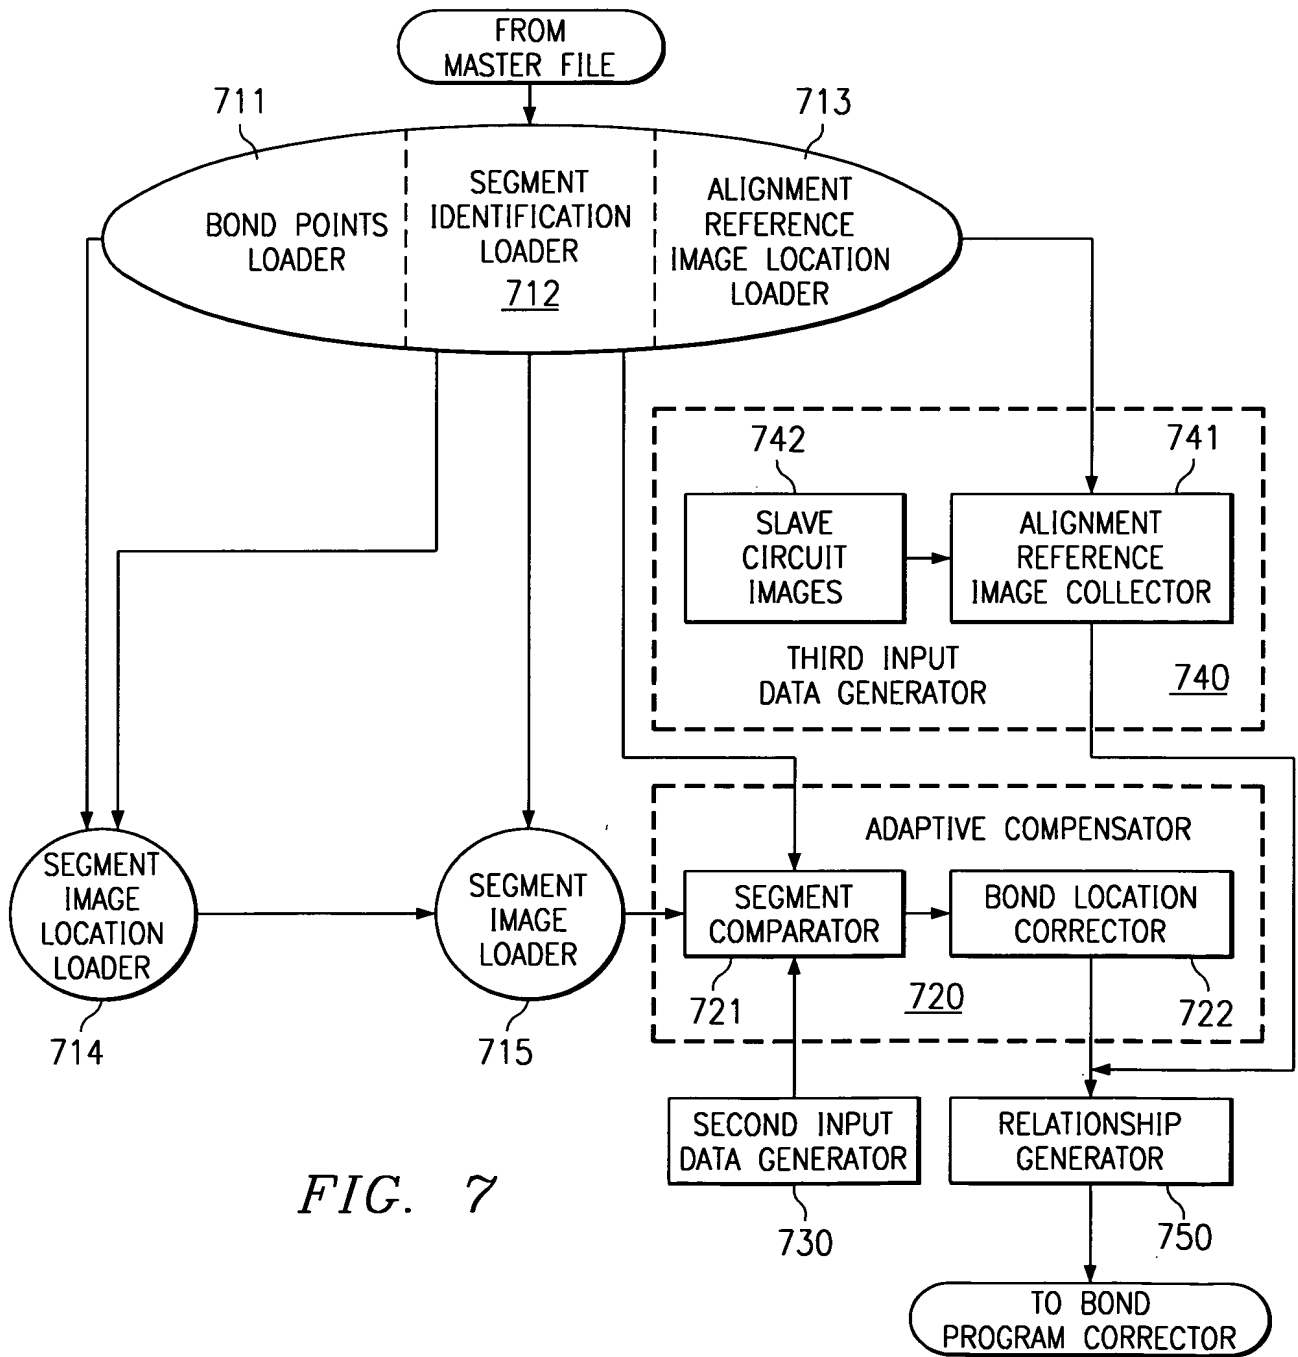 FROM
MASTER FILE
711
713
BOND POINTS
LOADER
SEGMENT
IDENTIFICATION
LOADER
712
ALIGNMENT
REFERENCE
IMAGE LOCATION
LOADER
742
741
SLAVE
CIRCUIT
IMAGES
ALIGNMENT
REFERENCE
IMAGE COLLECTOR
THIRD INPUT
DATA GENERATOR
740
ADAPTIVE COMPENSATOR
SEGMENT
IMAGE
LOCATION
LOADER
714
SEGMENT
IMAGE
LOADER
715
SEGMENT
COMPARATOR
721
BOND LOCATION
CORRECTOR
722
720
SECOND INPUT
DATA GENERATOR
730
RELATIONSHIP
GENERATOR
750
FIG. 7
TO BOND
PROGRAM CORRECTOR